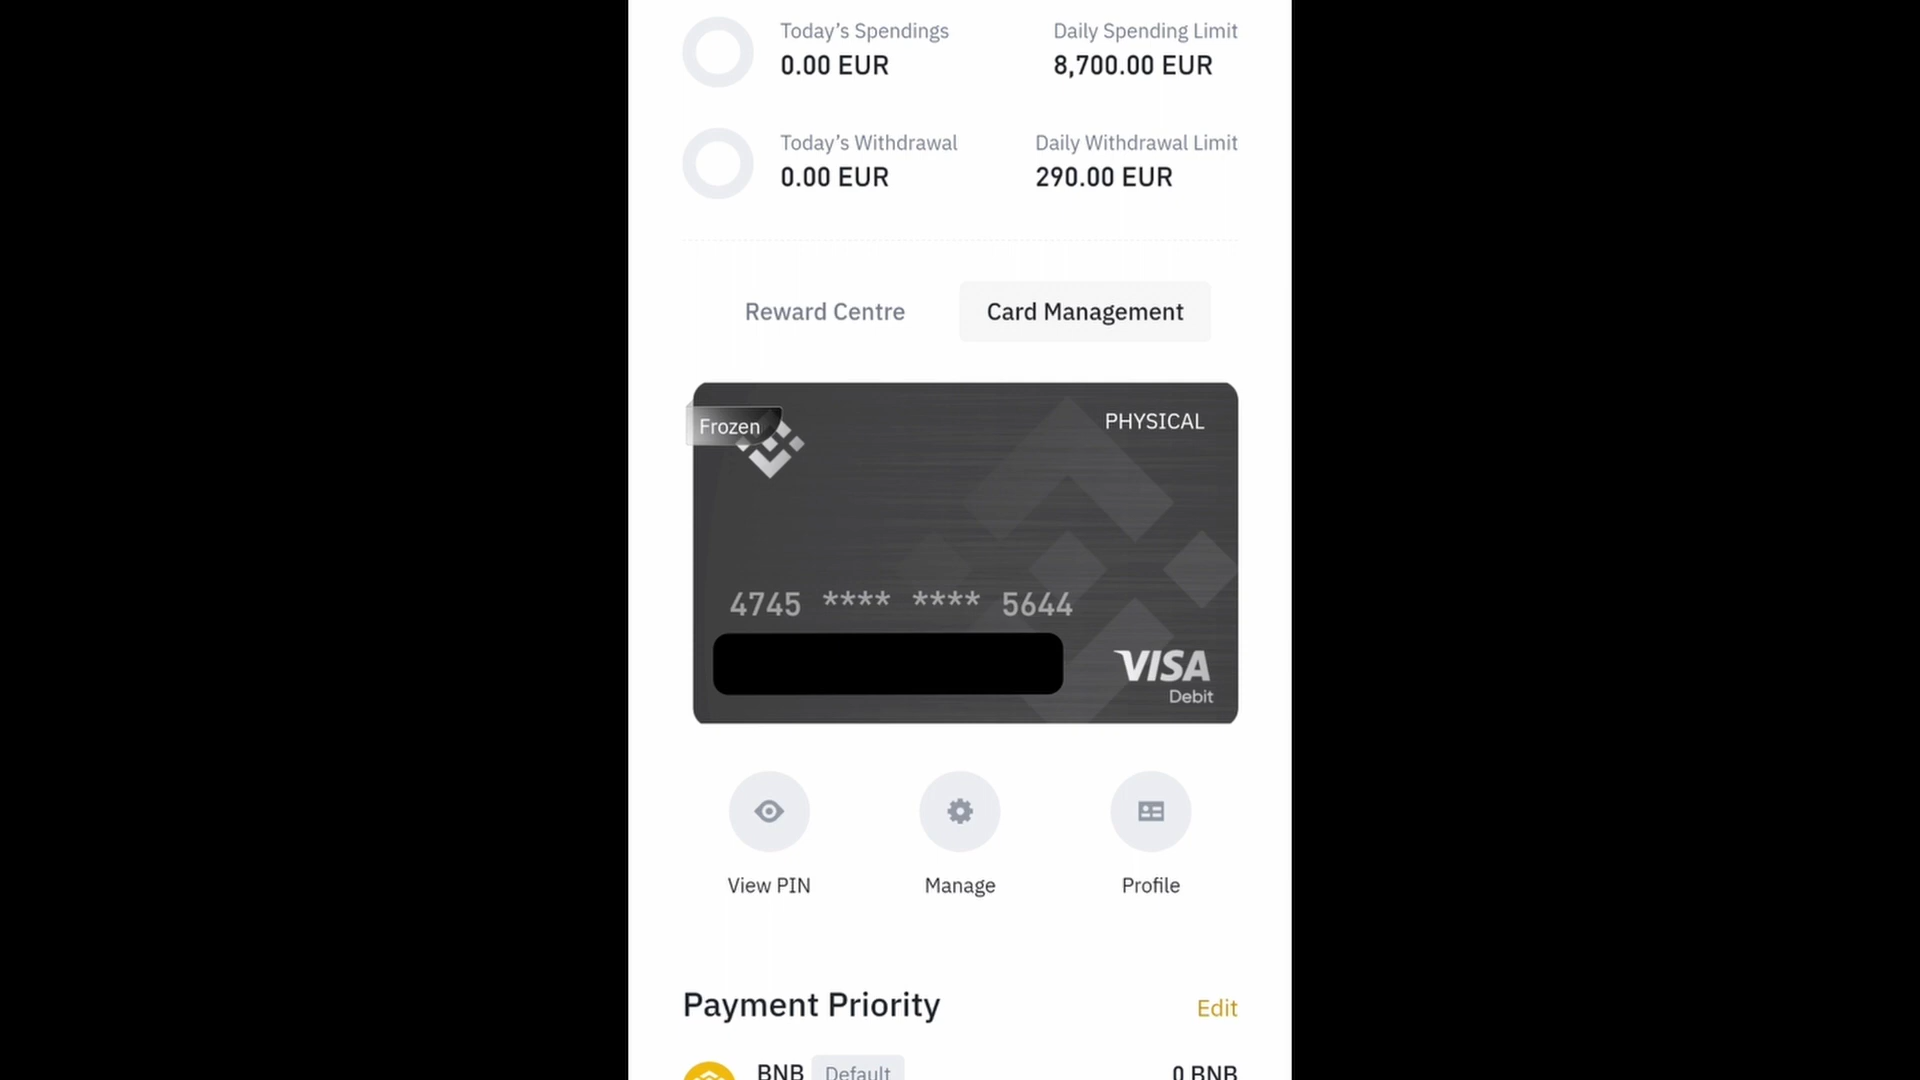 Today's Spendings Daily Spending Limit
0.00 EUR 8,700.00 EUR
Today's Withdrawal Daily Withdrawal Limit
0.00 EUR 290.00 EUR
Reward Centre Card Management
Frozen PHYSICAL
4745 **** **** 5644
VISA
Debit
View PIN Manage Profile
Payment Priority Edit
BNB Default 0 BNB